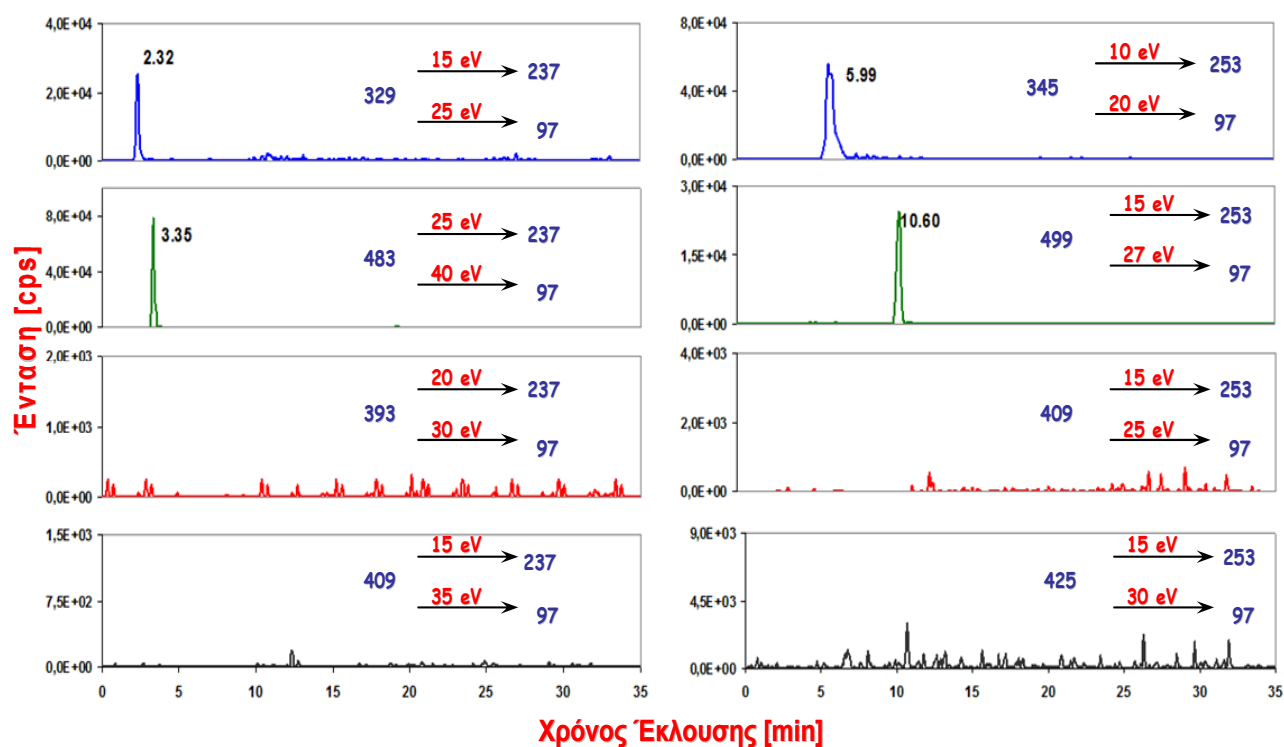 Ένταση [cps]
4,0E+04
2,0E+04
0,0E+00
2.32
329
15 eV
237
25 eV
97
8,0E+04
4,0E+04
0,0E+00
5.99
345
10 eV
253
20 eV
97
8,0E+04
4,0E+04
0,0E+00
3.35
483
25 eV
237
40 eV
97
3,0E+04
1,5E+04
0,0E+00
10.60
499
15 eV
253
27 eV
97
2,0E+03
1,0E+03
0,0E+00
393
20 eV
237
30 eV
97
4,0E+03
2,0E+03
0,0E+00
409
15 eV
253
25 eV
97
1,5E+03
7,5E+02
0,0E+00
409
15 eV
237
35 eV
97
0 5 10 15 20 25 30 35
9,0E+03
4,5E+03
0,0E+00
425
15 eV
253
30 eV
97
0 5 10 15 20 25 30 35
Χρόνος Έκλουσης [min]